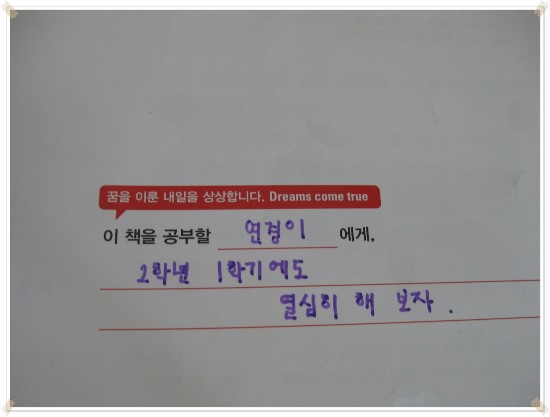 꿈을 이룬 내일을 상상합니다. Dreams come true
이 책을 공부할 연경이 에게,
2학년 1학기에도
열심히 해 보자.